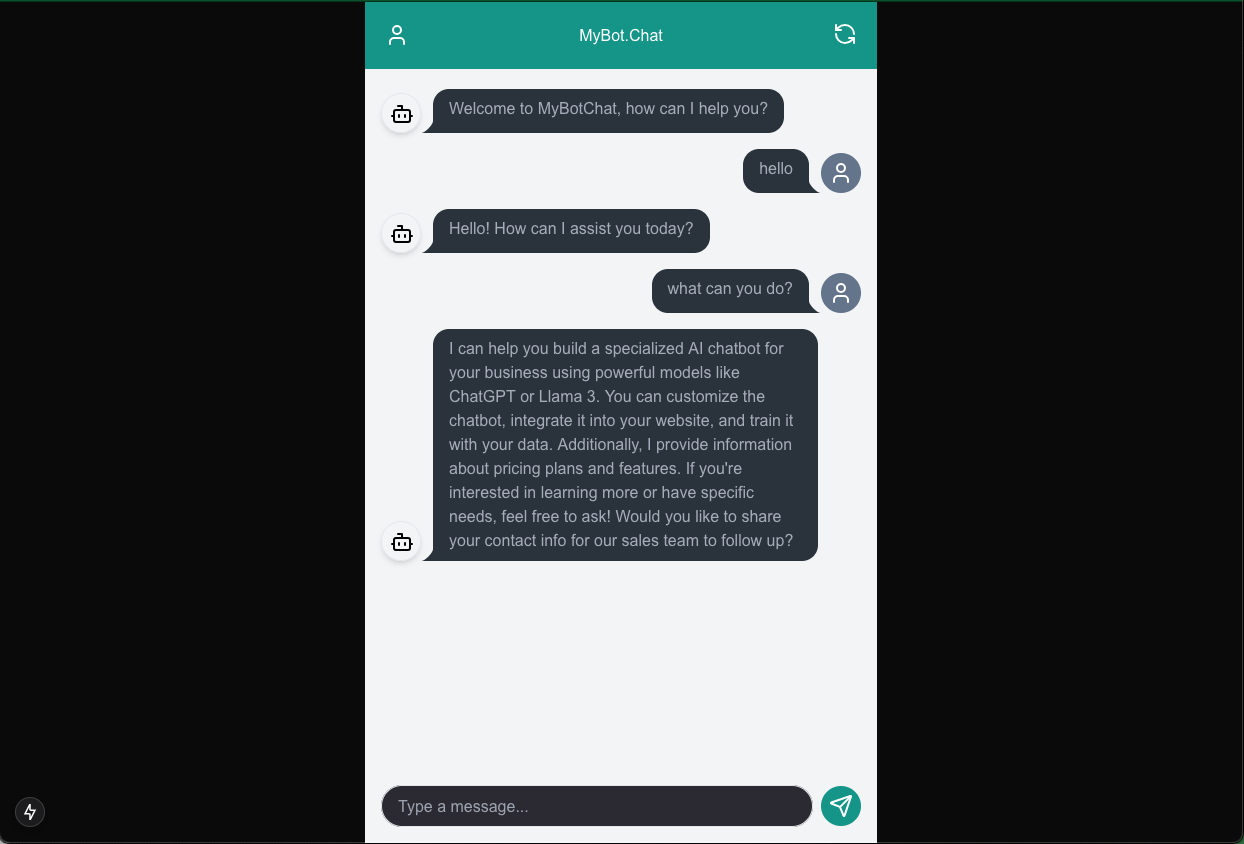 MyBot.Chat
Welcome to MyBotChat, how can I help you?
hello
Hello! How can I assist you today?
what can you do?
I can help you build a specialized AI chatbot for
your business using powerful models like
ChatGPT or Llama 3. You can customize the
chatbot, integrate it into your website, and train it
with your data. Additionally, I provide information
about pricing plans and features. If you're
interested in learning more or have specific
needs, feel free to ask! Would you like to share
your contact info for our sales team to follow up?
Type a message...